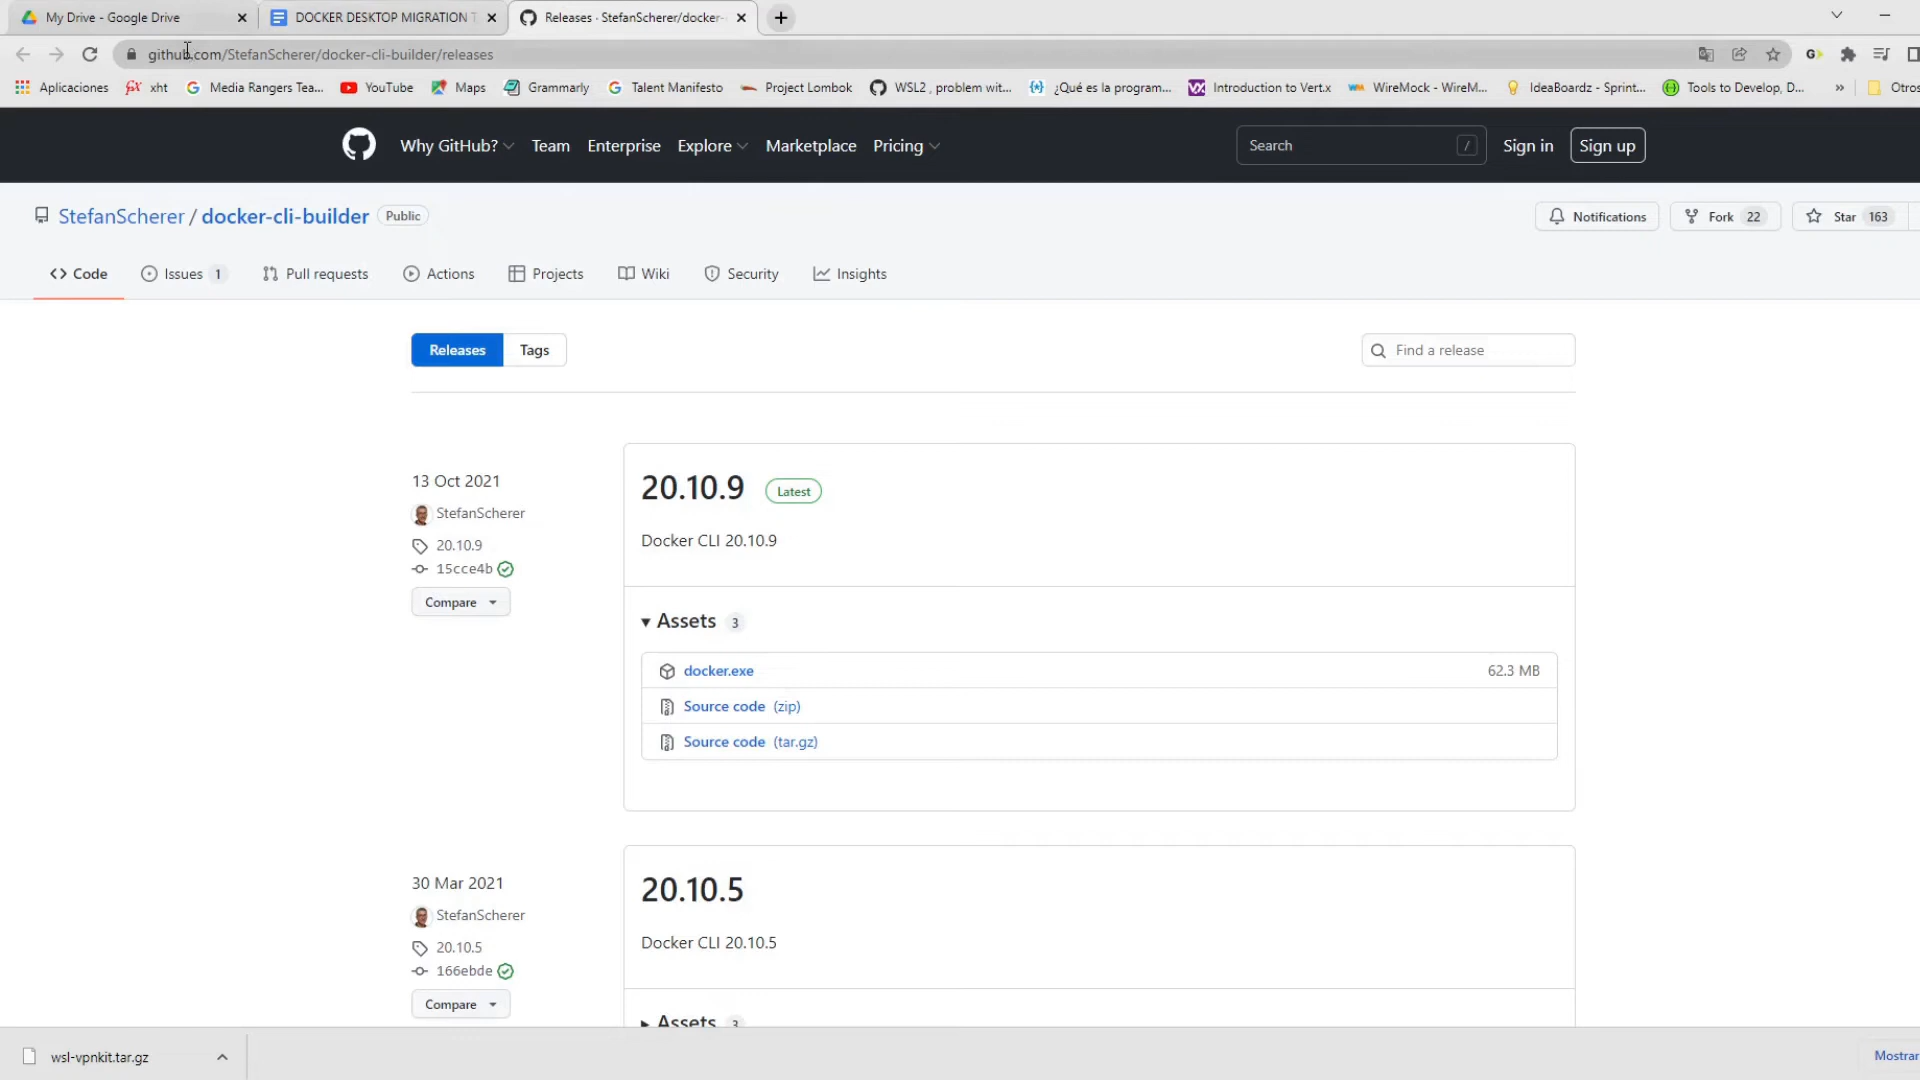 My Drive - Google Drive
DOCKER DESKTOP MIGRATION
Releases · StefanScherer/docker-
github.com/StefanScherer/docker-cli-builder/releases
Aplicaciones
xht
Media Rangers Tea...
YouTube
Maps
Grammarly
Talent Manifesto
Project Lombok
WSL2 , problem wit...
¿Qué es la program...
Introduction to Vert.x
WireMock - WireM...
IdeaBoardz - Sprint...
Tools to Develop, D...
»
Otros
Why GitHub?
Team
Enterprise
Explore
Marketplace
Pricing
Search
/
Sign in
Sign up
StefanScherer / docker-cli-builder
Public
Notifications
Fork 22
Star 163
Code
Issues 1
Pull requests
Actions
Projects
Wiki
Security
Insights
Releases
Tags
Find a release
13 Oct 2021
StefanScherer
20.10.9
15cce4b
Compare
20.10.9
Latest
Docker CLI 20.10.9
Assets 3
docker.exe
62.3 MB
Source code (zip)
Source code (tar.gz)
30 Mar 2021
StefanScherer
20.10.5
166ebde
Compare
20.10.5
Docker CLI 20.10.5
Assets 3
wsl-vpnkit.tar.gz
Mostrar